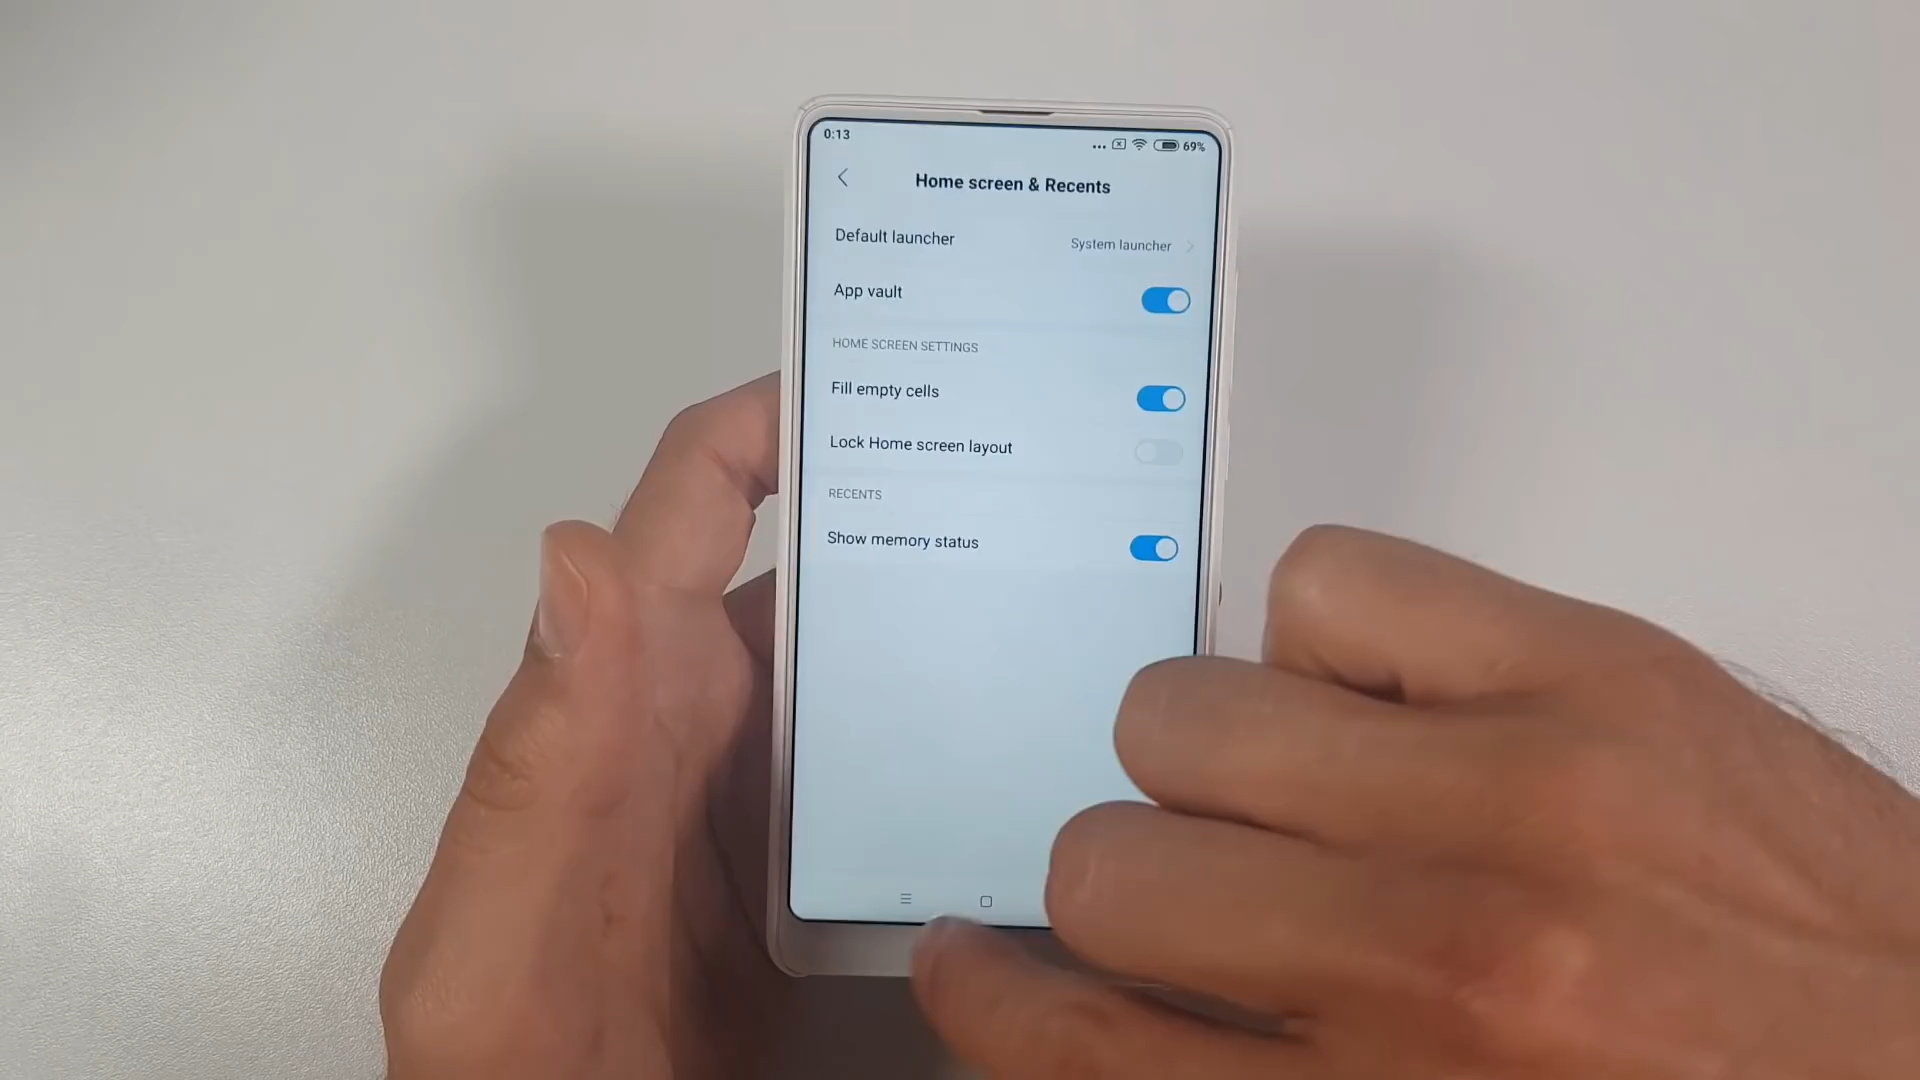 0:13
69%
Home screen & Recents
Default launcher
System launcher
App vault
HOME SCREEN SETTINGS
Fill empty cells
Lock Home screen layout
RECENTS
Show memory status